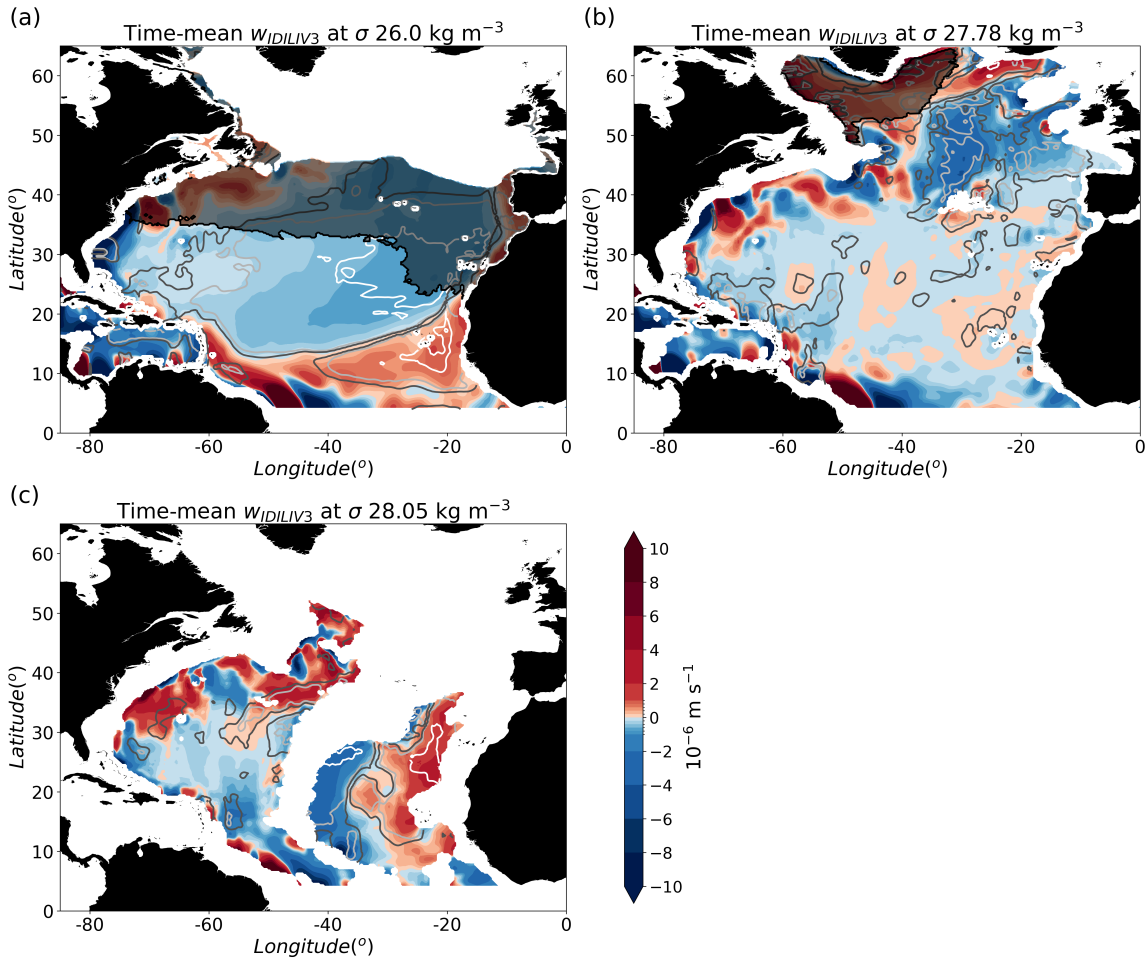 (a)
Time-mean w_IDILIV3 at σ 26.0 kg m⁻³
60
50
40
30
20
10
0
Latitude(°)
-80 -60 -40 -20 0
Longitude(°)
(b)
Time-mean w_IDILIV3 at σ 27.78 kg m⁻³
60
50
40
30
20
10
0
Latitude(°)
-80 -60 -40 -20 0
Longitude(°)
(c)
Time-mean w_IDILIV3 at σ 28.05 kg m⁻³
60
50
40
30
20
10
0
Latitude(°)
-80 -60 -40 -20 0
Longitude(°)
10
8
6
4
2
0
−2
−4
−6
−8
−10
10⁻⁶ m s⁻¹